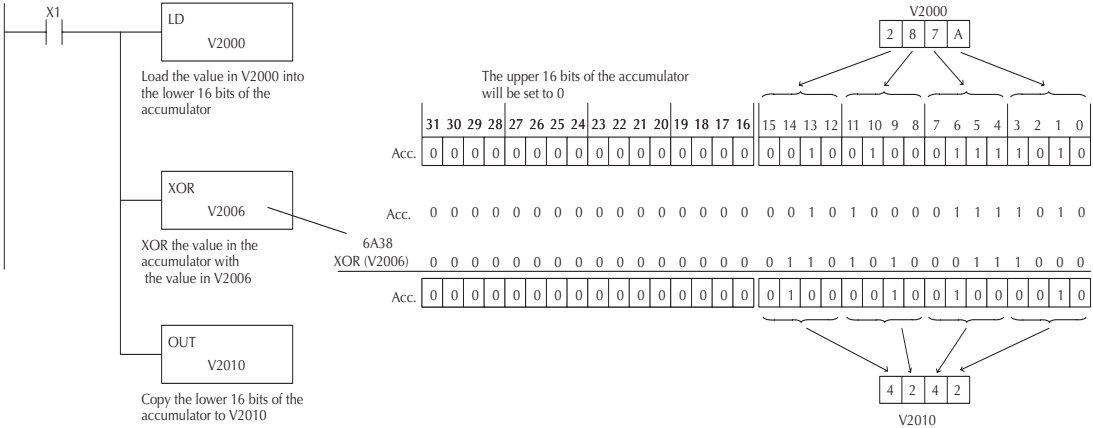 X1
LD
V2000
Load the value in V2000 into
the lower 16 bits of the
accumulator
XOR
V2006
XOR the value in the
accumulator with
the value in V2006
OUT
V2010
Copy the lower 16 bits of the
accumulator to V2010
V2000
2 8 7 A
The upper 16 bits of the accumulator
will be set to 0
31 30 29 28 27 26 25 24 23 22 21 20 19 18 17 16 15 14 13 12 11 10 9 8 7 6 5 4 3 2 1 0
Acc. 0 0 0 0 0 0 0 0 0 0 0 0 0 0 0 0 0 0 1 0 0 1 0 0 0 1 1 1 1 0 1 0
Acc. 0 0 0 0 0 0 0 0 0 0 0 0 0 0 0 0 0 0 1 0 1 0 0 0 0 1 1 1 1 0 1 0
6A38
XOR (V2006) 0 0 0 0 0 0 0 0 0 0 0 0 0 0 0 0 0 1 1 0 1 0 1 0 0 0 1 1 1 0 0 0
Acc. 0 0 0 0 0 0 0 0 0 0 0 0 0 0 0 0 0 1 0 0 0 0 1 0 0 1 0 0 0 0 1 0
4 2 4 2
V2010